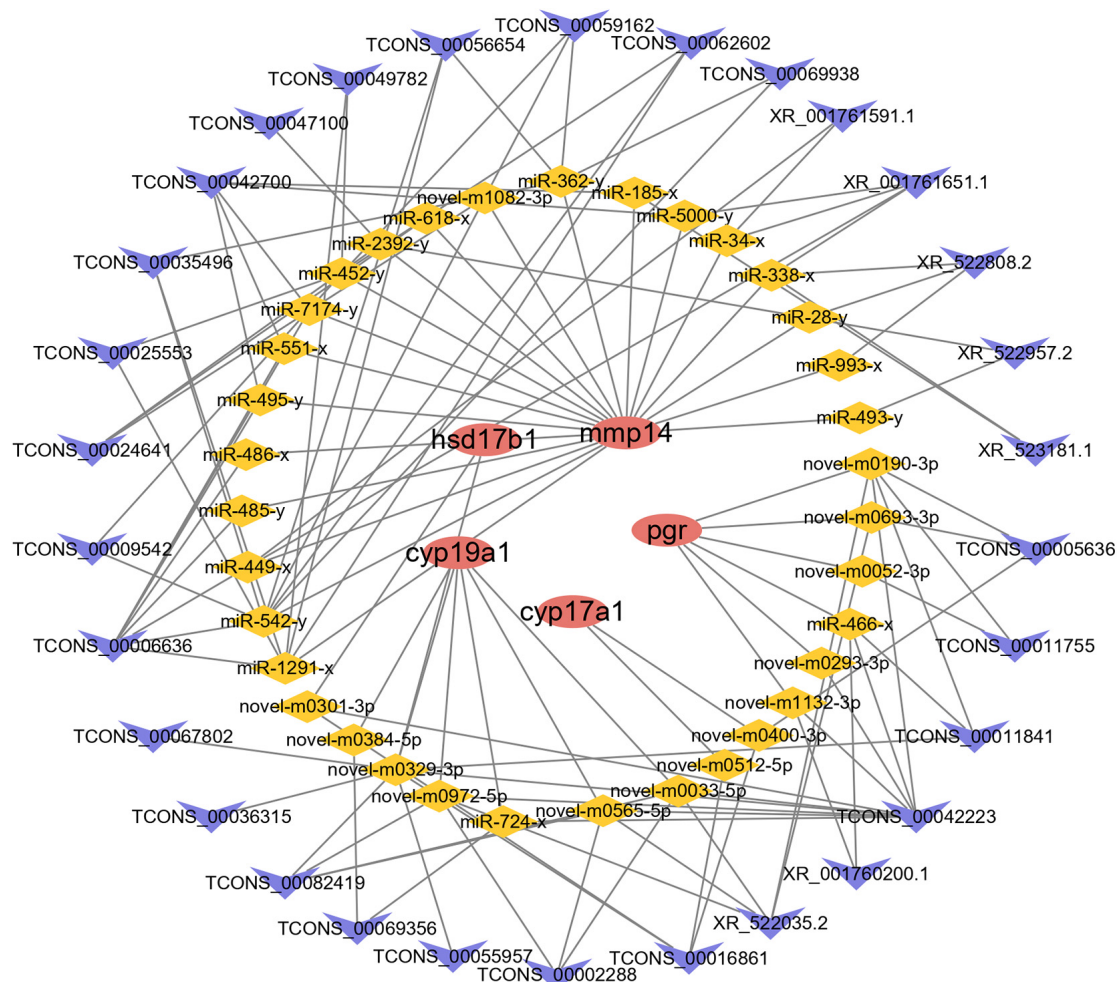 TCONS_00059162
TCONS_00056654
TCONS_00062602
TCONS_00049782
TCONS_00069938
TCONS_00047100
XR_001761591.1
TCONS_00042700
miR-362-y
miR-185-x
XR_001761651.1
novel-m1082-3p
miR-618-x
miR-5000-y
miR-2392-y
miR-34-x
TCONS_00035496
miR-452-y
miR-338-x
XR_522808.2
miR-7174-y
miR-28-y
miR-551-x
TCONS_00025553
XR_522957.2
miR-993-x
miR-495-y
miR-493-y
hsd17b1
mmp14
TCONS_00024641
miR-486-x
XR_523181.1
novel-m0190-3p
miR-485-y
novel-m0693-3p
pgr
TCONS_00009542
cyp19a1
TCONS_00005636
miR-449-x
novel-m0052-3p
cyp17a1
miR-542-y
miR-466-x
TCONS_00006636
TCONS_00011755
miR-1291-x
novel-m0293-3p
novel-m0301-3p
novel-m1132-3p
TCONS_00067802
novel-m0384-5p
novel-m0400-3p
TCONS_00011841
novel-m0329-3p
novel-m0512-5p
novel-m0972-5p
novel-m0033-5p
TCONS_00036315
miR-724-x
novel-m0565-5p
TCONS_00042223
TCONS_00082419
XR_001760200.1
TCONS_00069356
XR_522035.2
TCONS_00055957
TCONS_00016861
TCONS_00002288